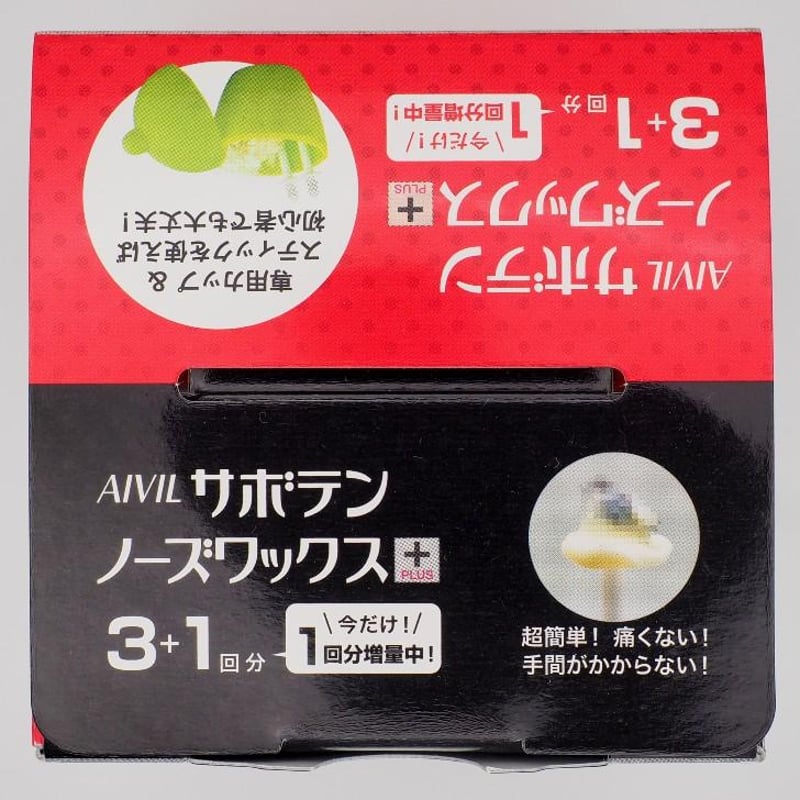 AIVIL サボテン
ノーズワックス+
PLUS
3+1回分
\今だけ!/
1回分増量中!
専用カップ&
スティックを使えば
初心者でも大丈夫!
AIVIL サボテン
ノーズワックス+
PLUS
3+1回分
\今だけ!/
1回分増量中!
超簡単! 痛くない!
手間がかからない!